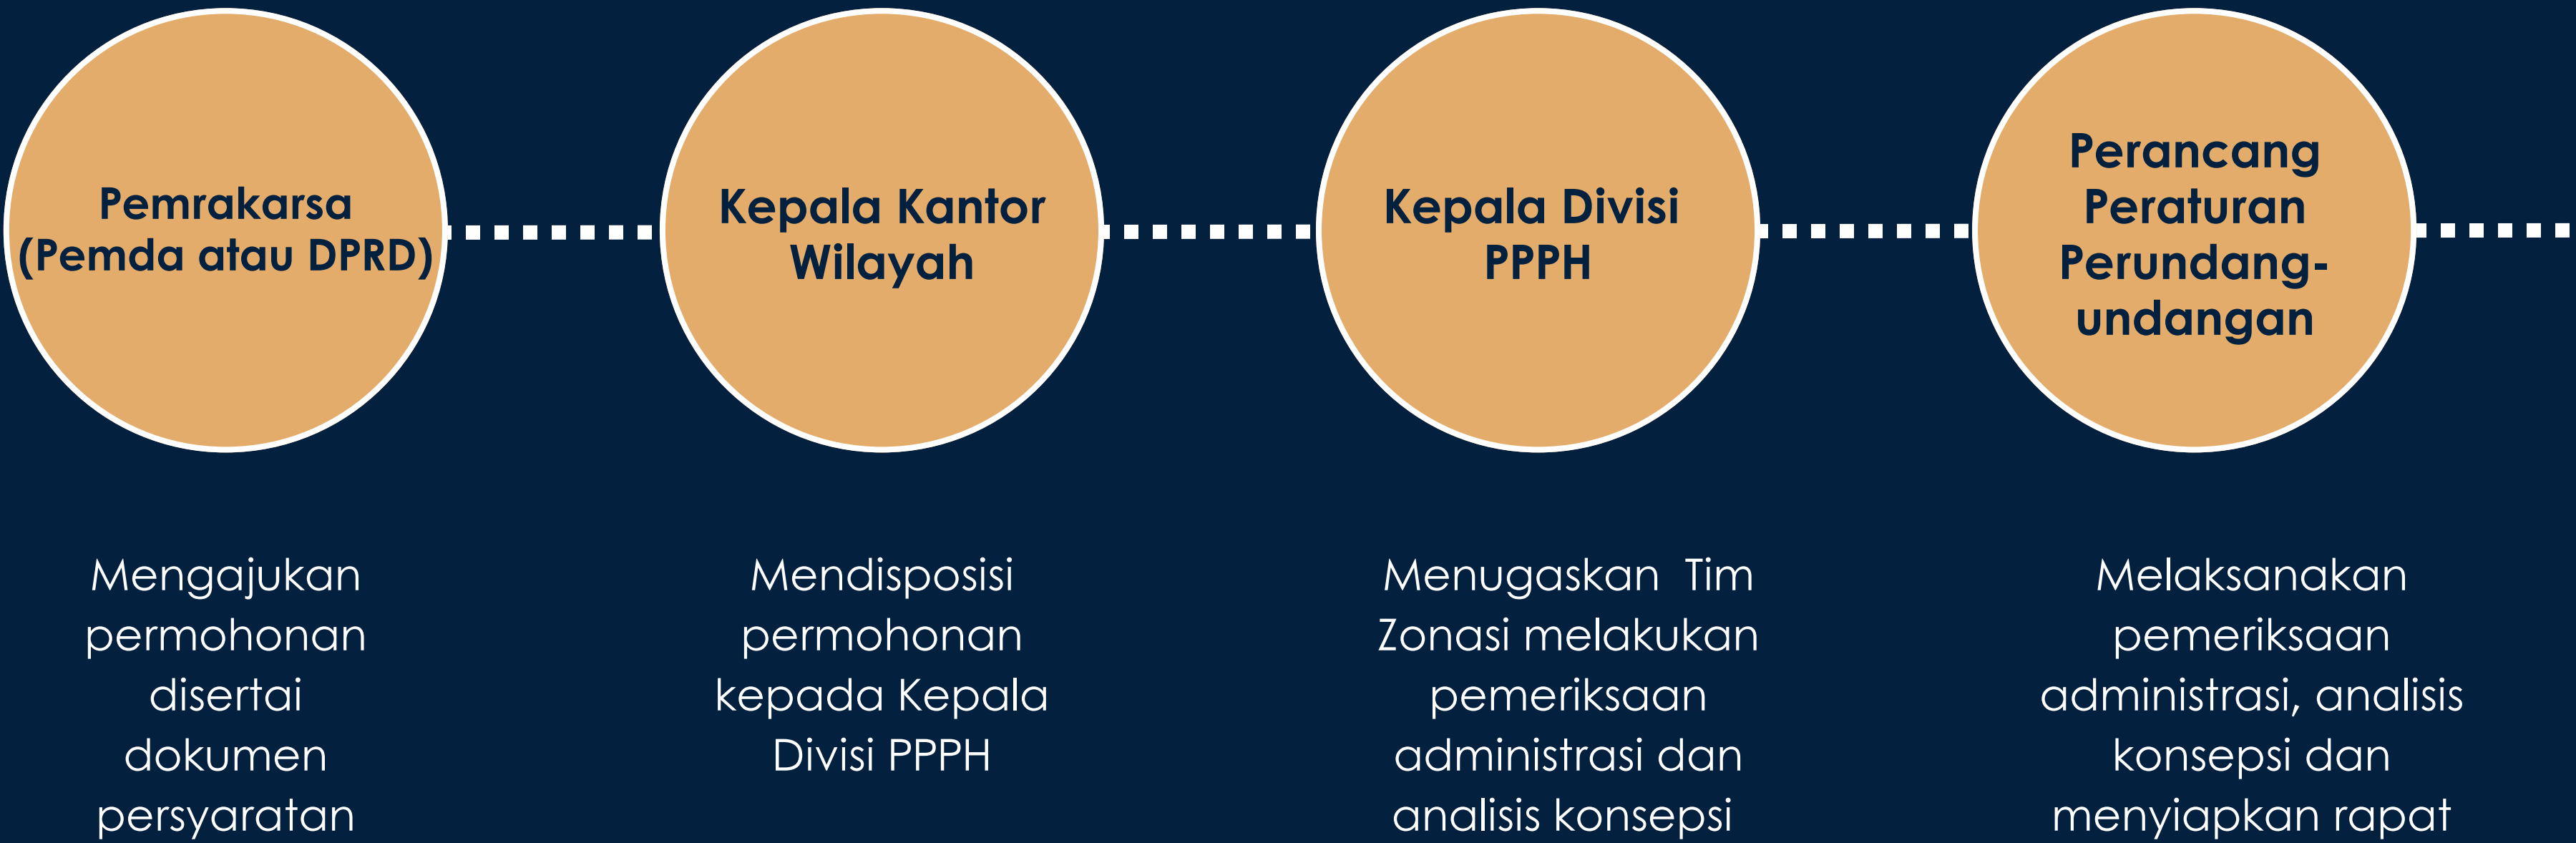 Pemrakarsa
(Pemda atau DPRD)
Kepala Kantor
Wilayah
Kepala Divisi
PPPH
Perancang
Peraturan
Perundang-
undangan
Mengajukan
permohonan
disertai
dokumen
persyaratan
Mendisposisi
permohonan
kepada Kepala
Divisi PPPH
Menugaskan Tim
Zonasi melakukan
pemeriksaan
administrasi dan
analisis konsepsi
Melaksanakan
pemeriksaan
administrasi, analisis
konsepsi dan
menyiapkan rapat